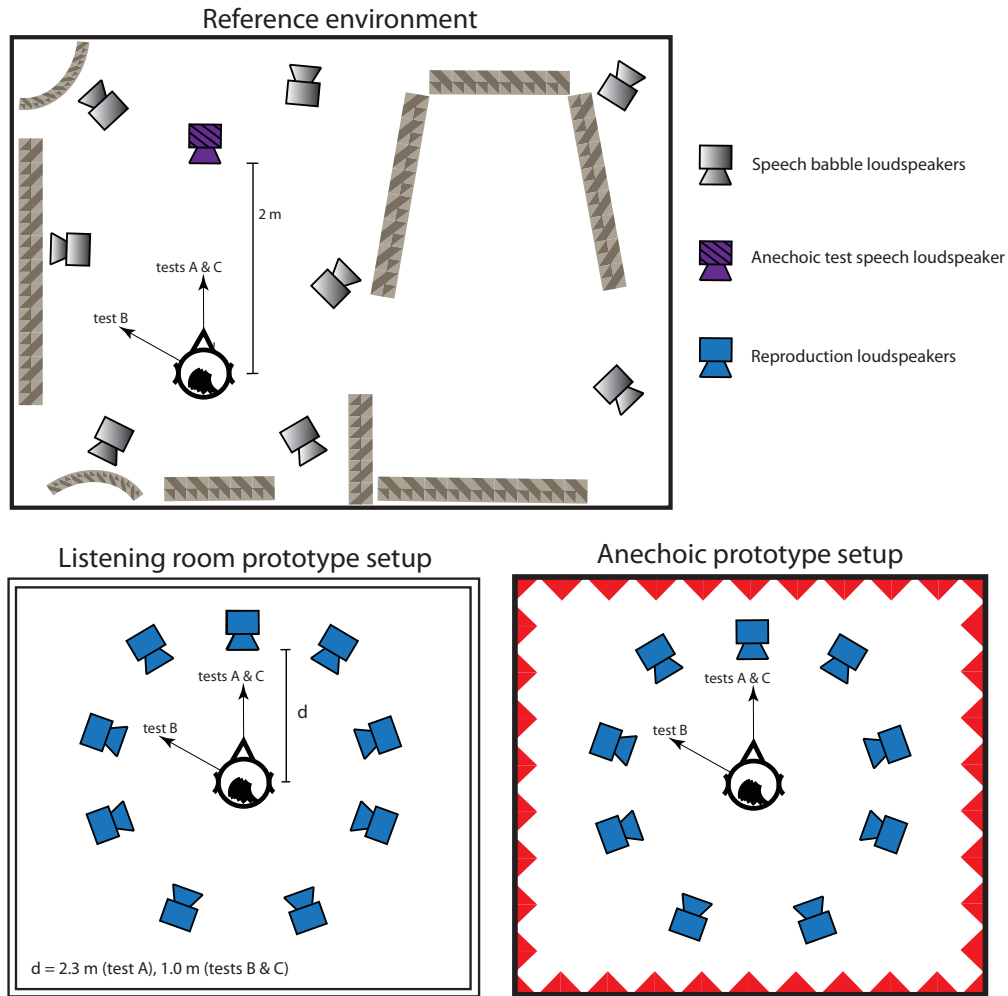 Reference environment
Speech babble loudspeakers
2 m
Anechoic test speech loudspeaker
tests A & C
test B
Reproduction loudspeakers
Listening room prototype setup
tests A & C
test B
d
d = 2.3 m (test A), 1.0 m (tests B & C)
Anechoic prototype setup
tests A & C
test B